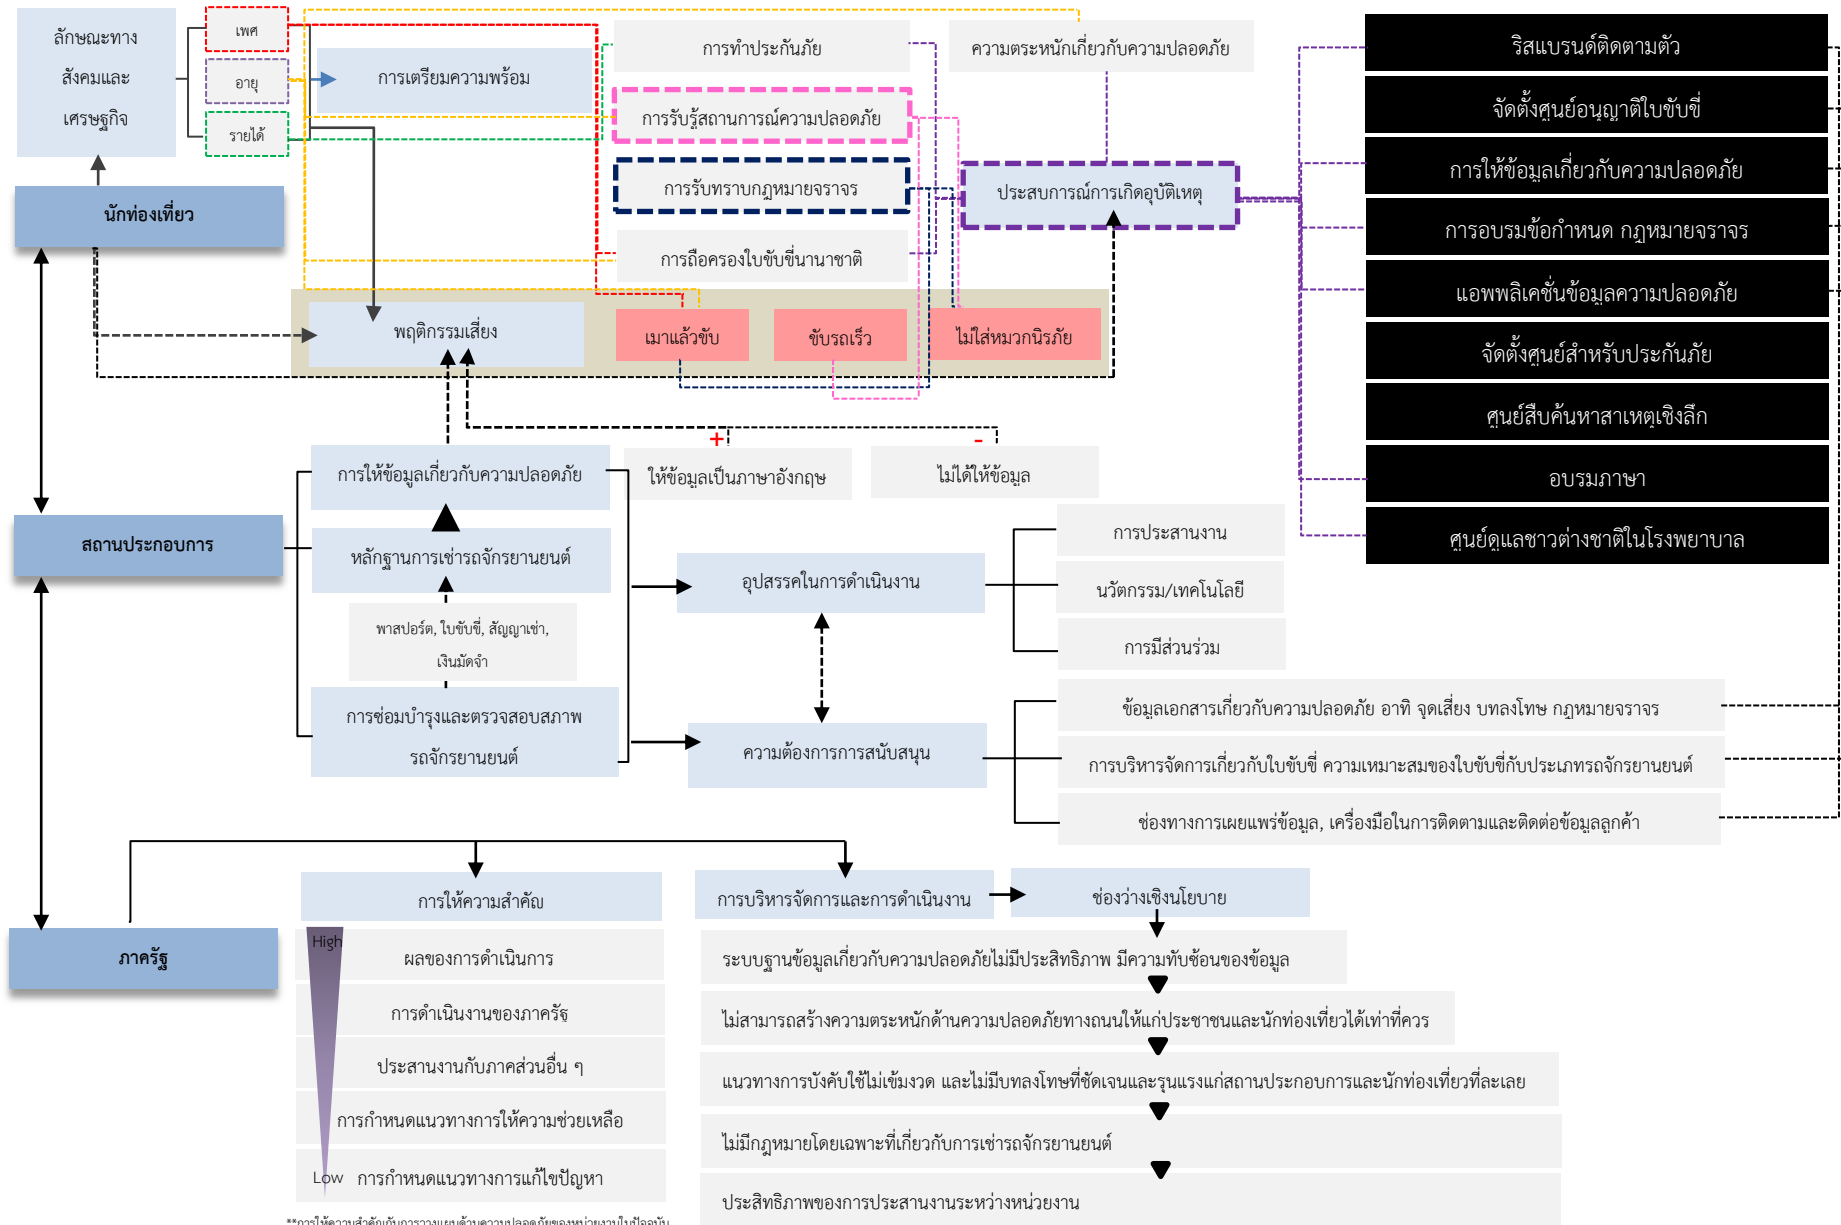 ลักษณะทาง
สังคมและ
เศรษฐกิจ
เพศ
อายุ
รายได้
การเตรียมความพร้อม
การทำประกันภัย
ความตระหนักเกี่ยวกับความปลอดภัย
การรับรู้สถานการณ์ความปลอดภัย
การรับทราบกฎหมายจราจร
การถือครองใบขับขี่นานาชาติ
ประสบการณ์การเกิดอุบัติเหตุ
ริสแบรนด์ติดตามตัว
จัดตั้งศูนย์อนุญาติใบขับขี่
การให้ข้อมูลเกี่ยวกับความปลอดภัย
การอบรมข้อกำหนด กฎหมายจราจร
แอพพลิเคชั่นข้อมูลความปลอดภัย
จัดตั้งศูนย์สำหรับประกันภัย
ศูนย์สืบค้นหาสาเหตุเชิงลึก
อบรมภาษา
ศูนย์ดูแลชาวต่างชาติในโรงพยาบาล
นักท่องเที่ยว
พฤติกรรมเสี่ยง
เมาแล้วขับ
ขับรถเร็ว
ไม่ใส่หมวกนิรภัย
+
-
การให้ข้อมูลเกี่ยวกับความปลอดภัย
ให้ข้อมูลเป็นภาษาอังกฤษ
ไม่ได้ให้ข้อมูล
สถานประกอบการ
หลักฐานการเช่ารถจักรยานยนต์
พาสปอร์ต, ใบขับขี่, สัญญาเช่า,
เงินมัดจำ
การซ่อมบำรุงและตรวจสอบสภาพ
รถจักรยานยนต์
อุปสรรคในการดำเนินงาน
การประสานงาน
นวัตกรรม/เทคโนโลยี
การมีส่วนร่วม
ความต้องการการสนับสนุน
ข้อมูลเอกสารเกี่ยวกับความปลอดภัย อาทิ จุดเสี่ยง บทลงโทษ กฎหมายจราจร
การบริหารจัดการเกี่ยวกับใบขับขี่ ความเหมาะสมของใบขับขี่กับประเภทรถจักรยานยนต์
ช่องทางการเผยแพร่ข้อมูล, เครื่องมือในการติดตามและติดต่อข้อมูลลูกค้า
ภาครัฐ
การให้ความสำคัญ
High
ผลของการดำเนินการ
การดำเนินงานของภาครัฐ
ประสานงานกับภาคส่วนอื่น ๆ
การกำหนดแนวทางการให้ความช่วยเหลือ
Low
การกำหนดแนวทางการแก้ไขปัญหา
**การให้ความสำคัญกับการวางแผนด้านความปลอดภัยของหน่วยงานในปัจจุบัน
การบริหารจัดการและการดำเนินงาน
ช่องว่างเชิงนโยบาย
ระบบฐานข้อมูลเกี่ยวกับความปลอดภัยไม่มีประสิทธิภาพ มีความทับซ้อนของข้อมูล
ไม่สามารถสร้างความตระหนักด้านความปลอดภัยทางถนนให้แก่ประชาชนและนักท่องเที่ยวได้เท่าที่ควร
แนวทางการบังคับใช้ไม่เข้มงวด และไม่มีบทลงโทษที่ชัดเจนและรุนแรงแก่สถานประกอบการและนักท่องเที่ยวที่ละเลย
ไม่มีกฎหมายโดยเฉพาะที่เกี่ยวกับการเช่ารถจักรยานยนต์
ประสิทธิภาพของการประสานงานระหว่างหน่วยงาน